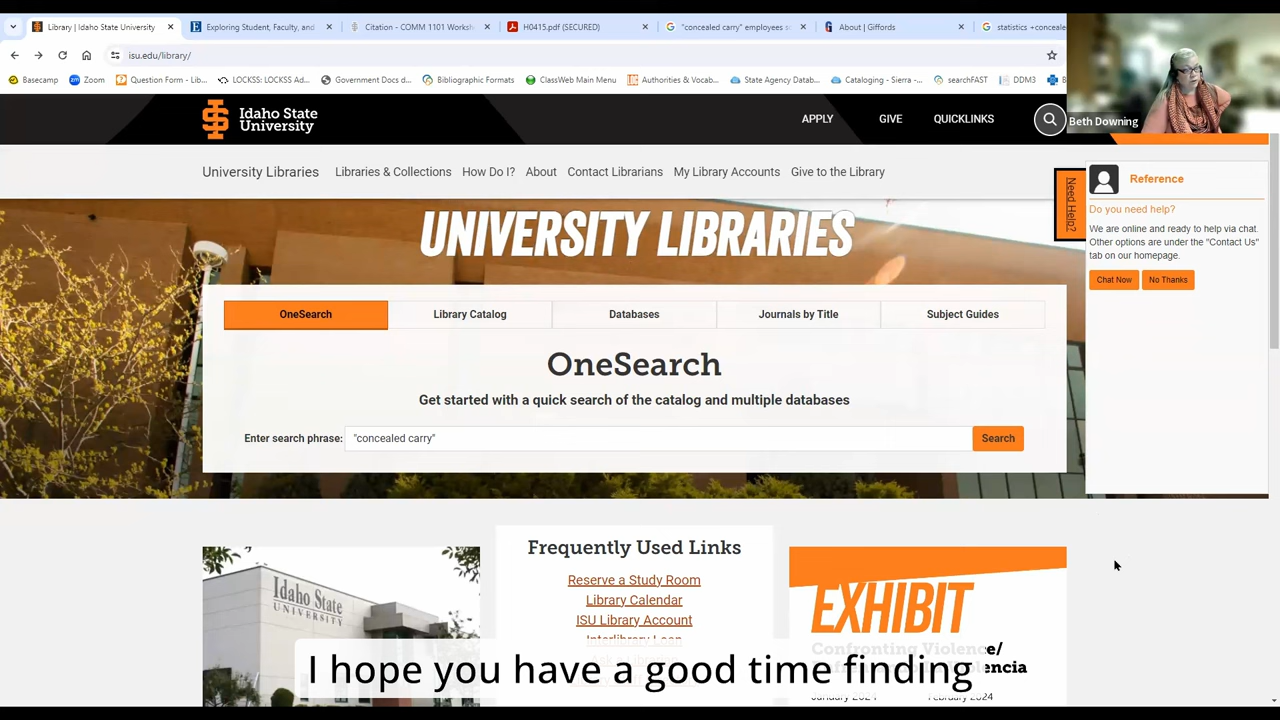 Library | Idaho State University
Exploring Student, Faculty, and
Citation - COMM 1101 Worksh
H0415.pdf (SECURED)
"concealed carry" employees
About | Giffords
statistics +conceale
isu.edu/library/
Basecamp
Zoom
Question Form - Lib...
LOCKSS: LOCKSS Ad...
Government Docs d...
Bibliographic Formats
ClassWeb Main Menu
Authorities & Vocab...
State Agency Datab...
Cataloging - Sierra -...
searchFAST
DDM3
Beth Downing
Idaho State
University
APPLY
GIVE
QUICKLINKS
University Libraries
Libraries & Collections
How Do I?
About
Contact Librarians
My Library Accounts
Give to the Library
Need Help?
Reference
Do you need help?
We are online and ready to help via chat.
Other options are under the "Contact Us"
tab on our homepage.
Chat Now
No Thanks
UNIVERSITY LIBRARIES
OneSearch
Library Catalog
Databases
Journals by Title
Subject Guides
OneSearch
Get started with a quick search of the catalog and multiple databases
Enter search phrase:
"concealed carry"
Search
Idaho State
UNIVERSITY
Frequently Used Links
Reserve a Study Room
Library Calendar
ISU Library Account
Interlibrary Loan
EXHIBIT
Confronting Violence/
encia
I hope you have a good time finding